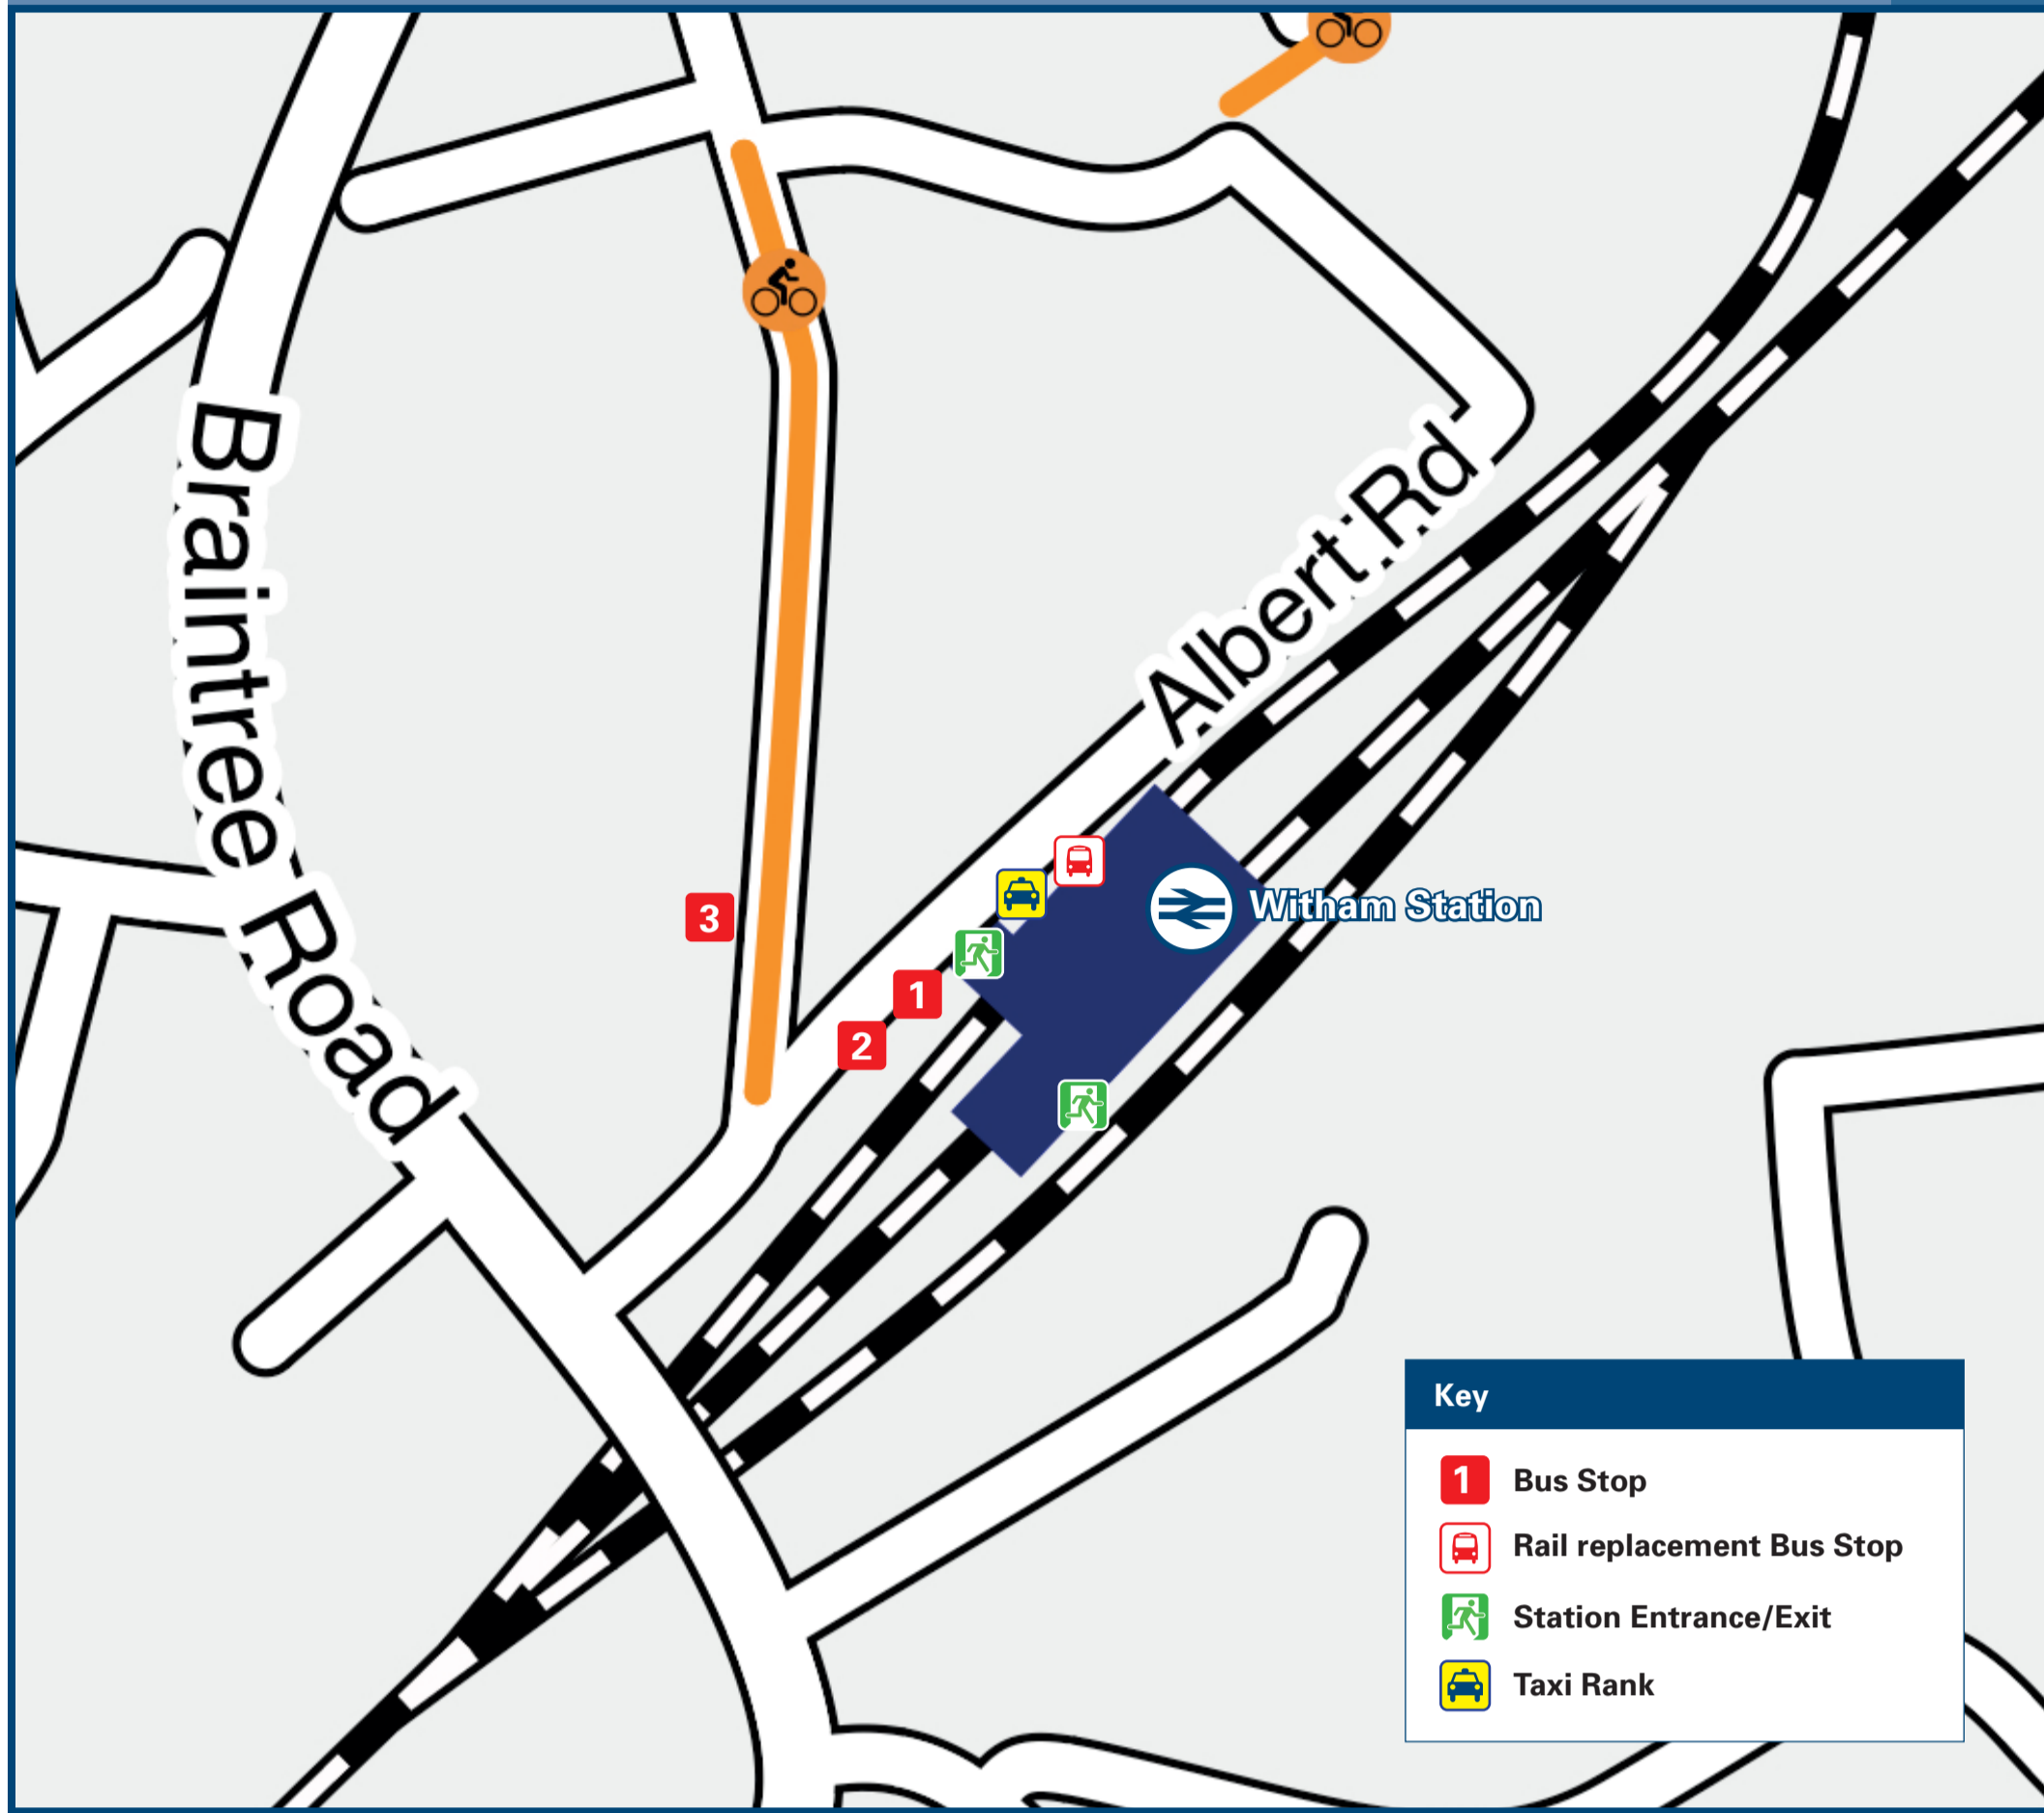 Braintree Road
Albert Rd
3
1
2
Witham Station
Key
1 Bus Stop
Rail replacement Bus Stop
Station Entrance/Exit
Taxi Rank